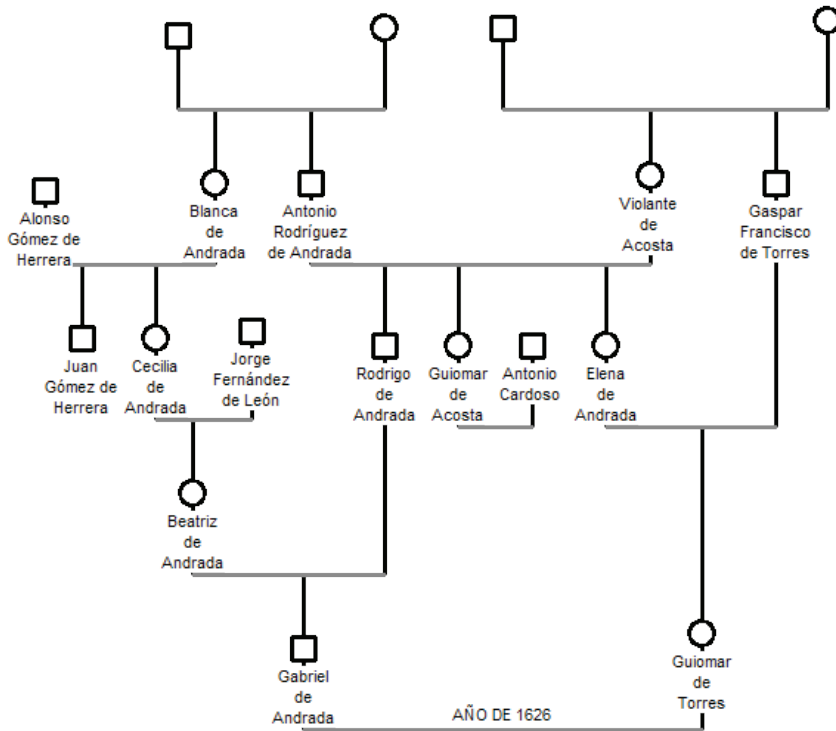 Alonso
Gómez de
Herrera
Blanca
de
Andrada
Antonio
Rodríguez
de Andrada
Violante
de
Acosta
Gaspar
Francisco
de Torres
Juan
Gómez de
Herrera
Cecilia
de
Andrada
Jorge
Fernández
de León
Rodrigo
de
Andrada
Guiomar
de
Acosta
Antonio
Cardoso
Elena
de
Andrada
Beatriz
de
Andrada
Gabriel
de
Andrada
Guiomar
de
Torres
AÑO DE 1626